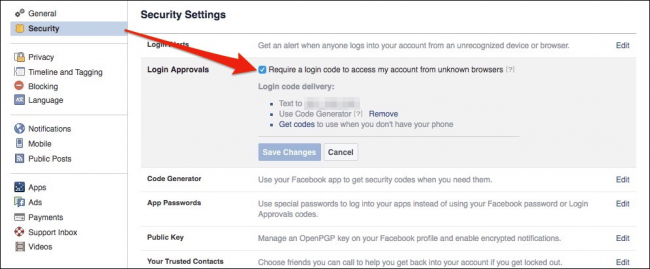 General
Security
Privacy
Timeline and Tagging
Blocking
Language
Notifications
Mobile
Public Posts
Apps
Ads
Payments
Support Inbox
Videos
Security Settings
Login Alerts Get an alert when anyone logs into your account from an unrecognized device or browser. Edit
Login Approvals Require a login code to access my account from unknown browsers [?]
Login code delivery:
Text to
Use Code Generator [?] Remove
Get codes to use when you don't have your phone
Save Changes Cancel
Code Generator Use your Facebook app to get security codes when you need them. Edit
App Passwords Use special passwords to log into your apps instead of using your Facebook password or Login Edit
Approvals codes.
Public Key Manage an OpenPGP key on your Facebook profile and enable encrypted notifications. Edit
Your Trusted Contacts Choose friends you can call to help you get back into your account if you get locked out. Edit